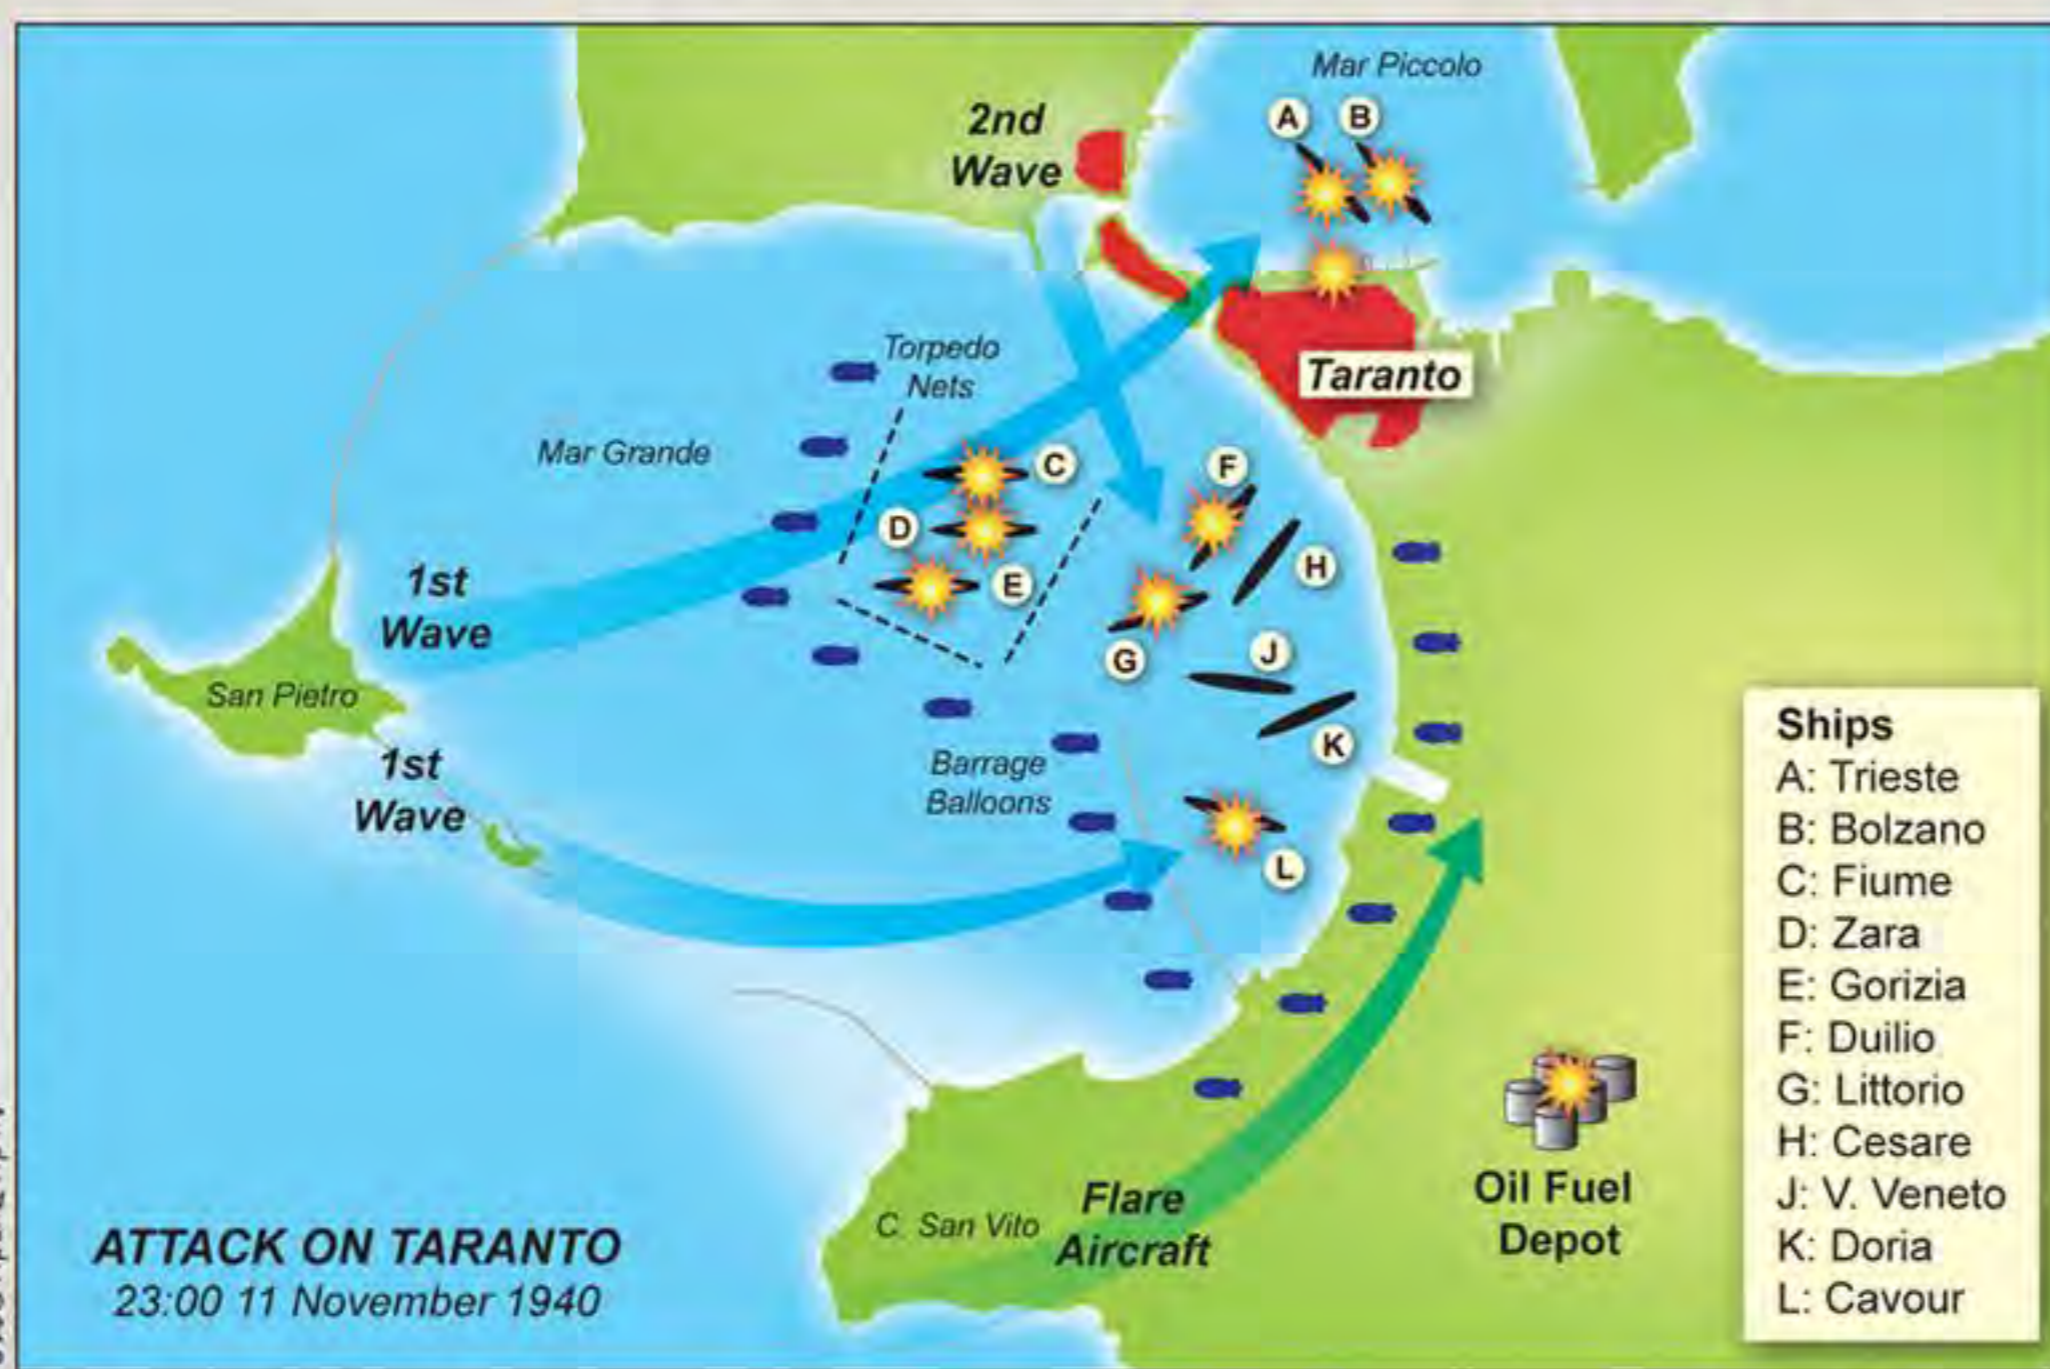 Mar Piccolo
A
B
2nd
Wave
Torpedo
Nets
Taranto
Mar Grande
C
F
D
H
E
1st
Wave
J
G
San Pietro
K
1st
Wave
Barrage
Balloons
L
Ships
A: Trieste
B: Bolzano
C: Fiume
D: Zara
E: Gorizia
F: Duilio
G: Littorio
H: Cesare
J: V. Veneto
K: Doria
L: Cavour
Oil Fuel
Depot
Flare
Aircraft
C. San Vito
ATTACK ON TARANTO
23:00 11 November 1940